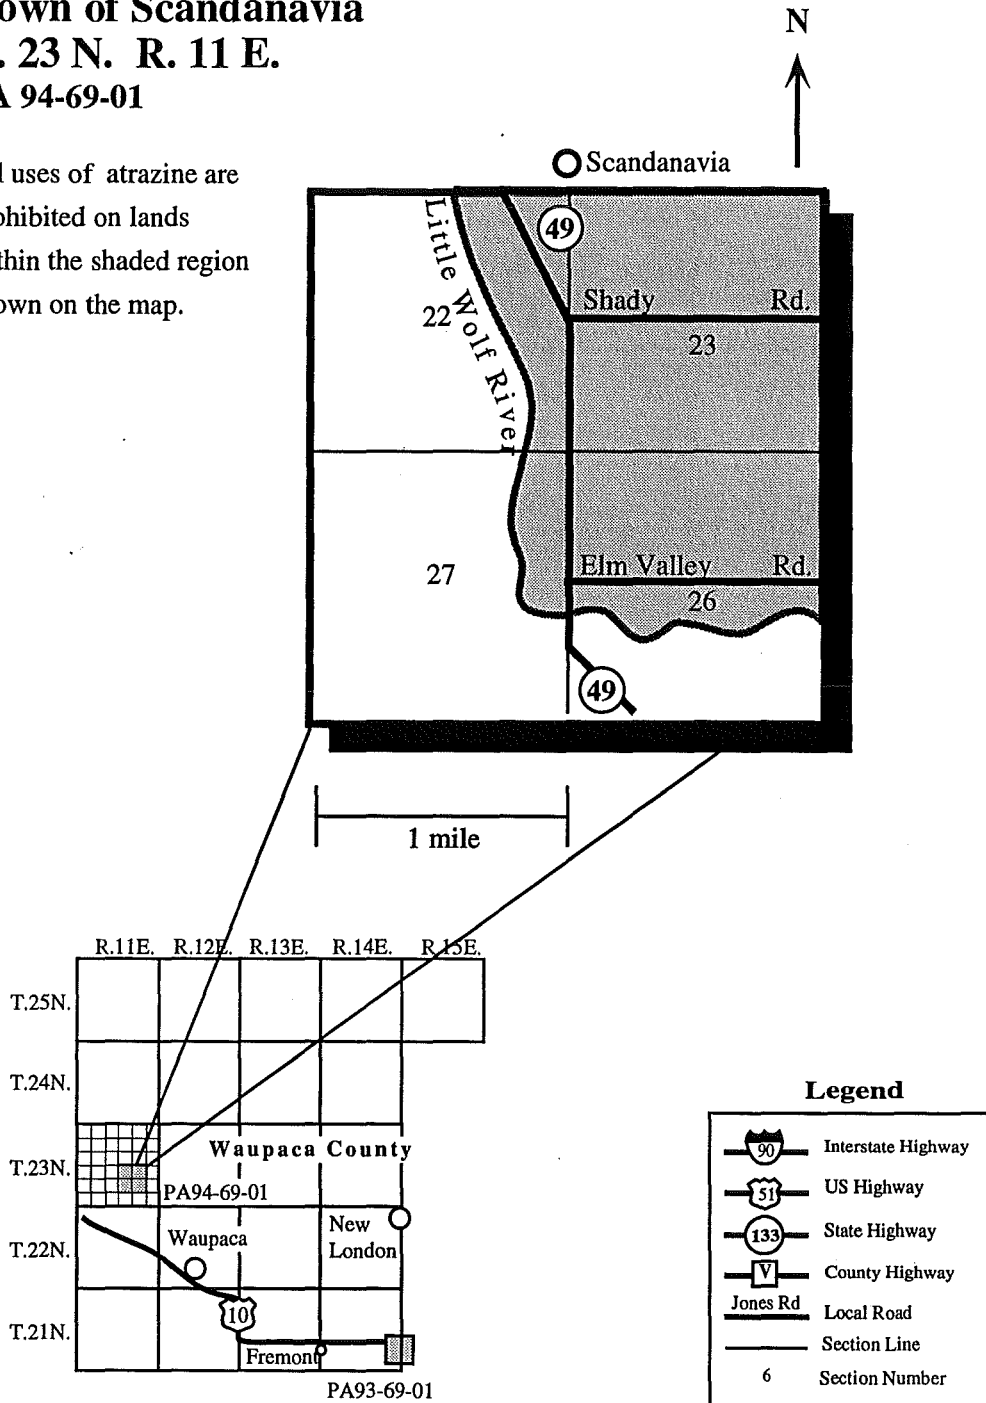 own of Scandanavia
. 23 N. R. 11 E.
A 94-69-01
l uses of atrazine are
ohibited on lands
thin the shaded region
own on the map.
N
Scandanavia
49
Little Wolf River
Shady Rd.
22
23
Elm Valley Rd.
27
26
49
1 mile
R.11E. R.12E. R.13E. R.14E. R.15E.
T.25N.
T.24N.
T.23N.
Waupaca County
PA94-69-01
T.22N.
Waupaca
New
London
10
T.21N.
Fremont
PA93-69-01
Legend
90 Interstate Highway
51 US Highway
133 State Highway
V County Highway
Jones Rd Local Road
Section Line
6 Section Number